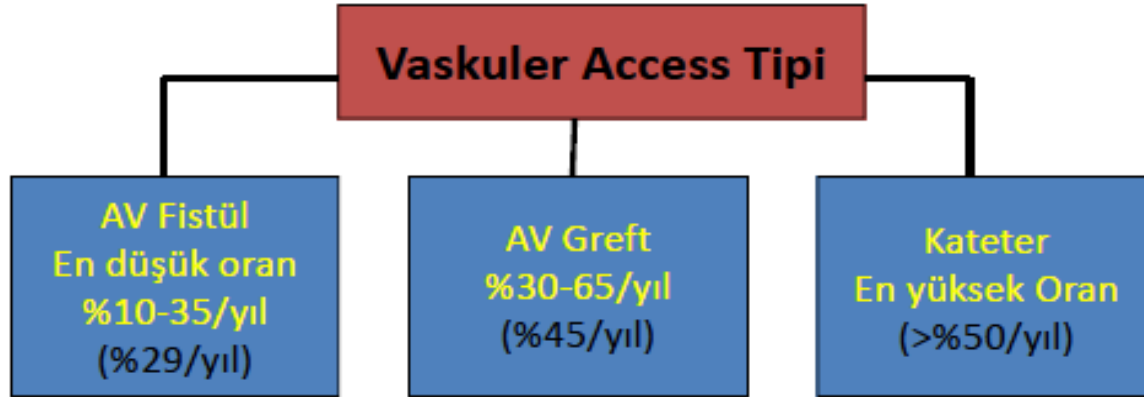 Vaskuler Access Tipi
AV Fistül
En düşük oran
%10-35/yıl
(%29/yıl)
AV Greft
%30-65/yıl
(%45/yıl)
Kateter
En yüksek Oran
(>%50/yıl)